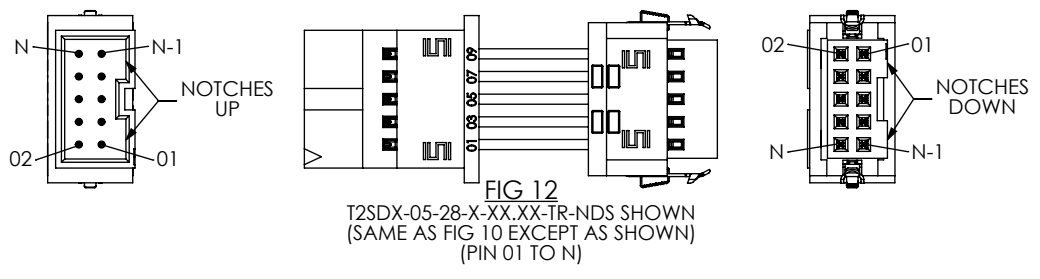 N
N-1
NOTCHES
UP
02
01
09
07
05
03
01
02
01
NOTCHES
DOWN
N
N-1
FIG 12
T2SDX-05-28-X-XX.XX-TR-NDS SHOWN
(SAME AS FIG 10 EXCEPT AS SHOWN)
(PIN 01 TO N)